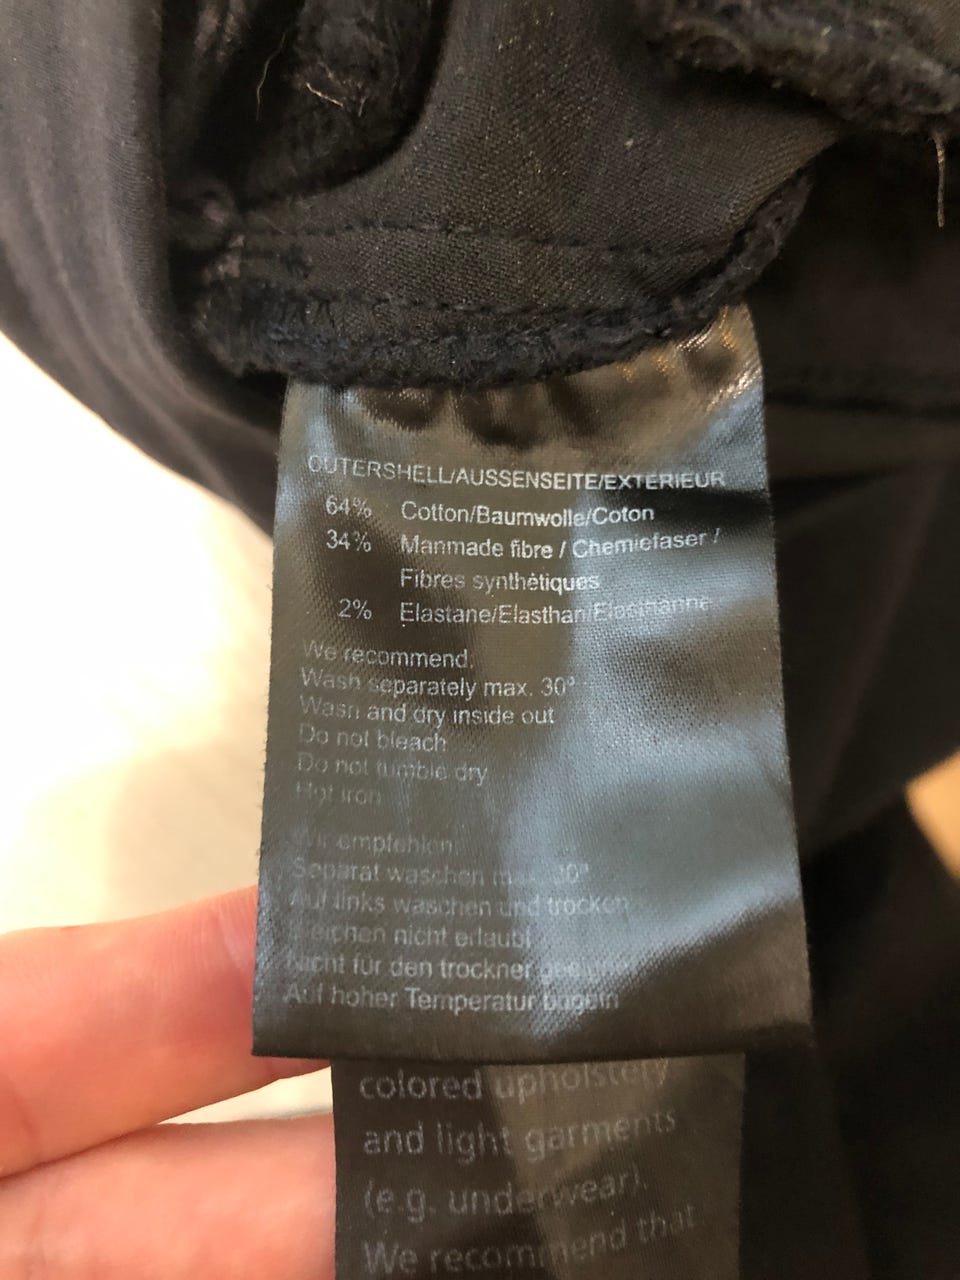 OUTERSHELL/AUSSENSEITE/EXTERIEUR
64% Cotton/Baumwolle/Coton
34% Manmade fibre / Chemiefaser /
Fibres synthétiques
2% Elastane/Elasthan/Elasthanne
We recommend:
Wash separately max. 30°
Wash and dry inside out
Do not bleach
Do not tumble dry
Hot iron
Wir empfehlen:
Separat waschen max. 30°
Auf links waschen und trocken
Bleichen nicht erlaubt
Nicht für den trockner
Auf hoher Temperatur bügeln
colored upholstery
and light garments
(e.g. underwear).
We recommend that